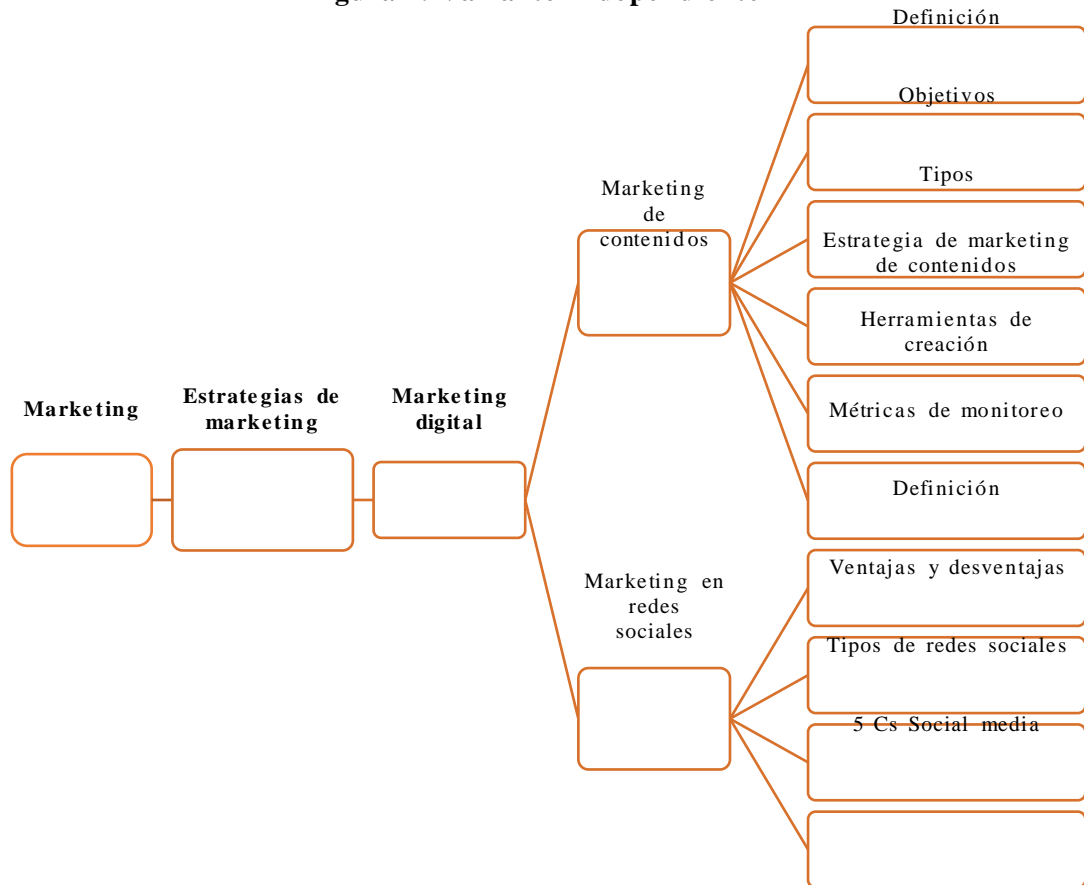 Definición
Objetivos
Tipos
Marketing
de
contenidos
Estrategia de marketing
de contenidos
Herramientas de
creación
Marketing
Estrategias de
marketing
Marketing
digital
Métricas de monitoreo
Definición
Marketing en
redes
sociales
Ventajas y desventajas
Tipos de redes sociales
5 Cs Social media